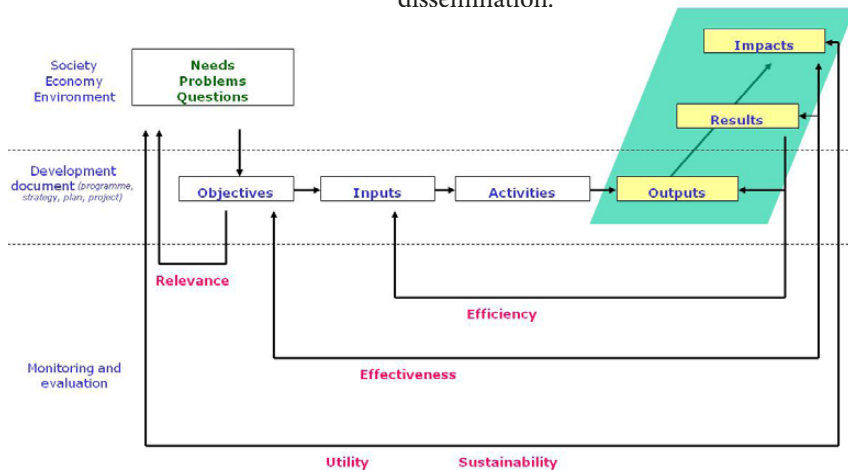 dissemination.
Society
Economy
Environment
Needs
Problems
Questions
Impacts
Results
Development
document (programme,
strategy, plan, project)
Objectives
Inputs
Activities
Outputs
Relevance
Efficiency
Monitoring and
evaluation
Effectiveness
Utility
Sustainability